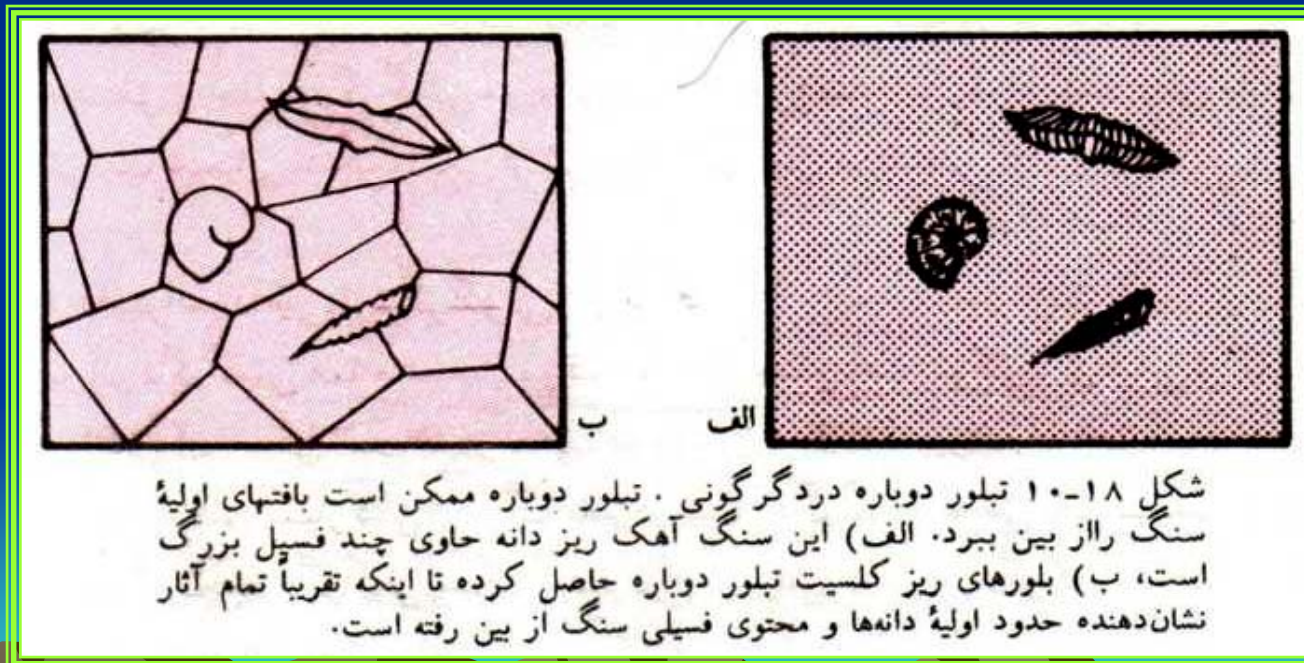 الف
ب
شکل ۱۸-۱۰ تبلور دوباره دردگرگونی . تبلور دوباره ممکن است بافتهای اولیهٔ
سنگ رااز بین ببرد. الف) این سنگ آهک ریز دانه حاوی چند فسیل بزرگ
است، ب) بلورهای ریز کلسیت تبلور دوباره حاصل کرده تا اینکه تقریباً تمام آثار
نشان‌دهنده حدود اولیهٔ دانه‌ها و محتوی فسیلی سنگ از بین رفته است.